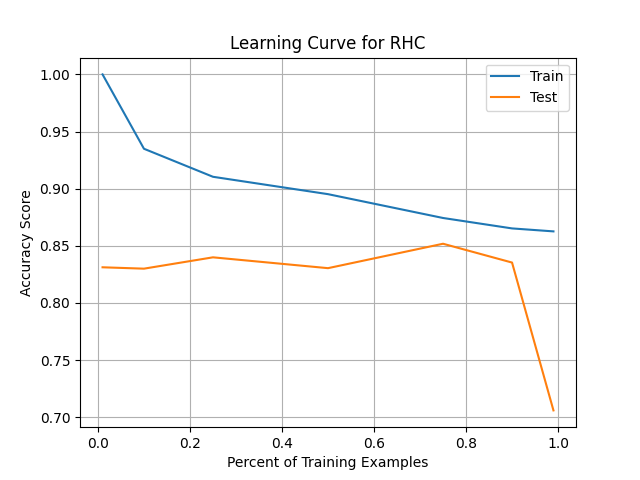 Learning Curve for RHC
Train
Test
1.00
0.95
0.90
0.85
0.80
0.75
0.70
Accuracy Score
0.0 0.2 0.4 0.6 0.8 1.0
Percent of Training Examples